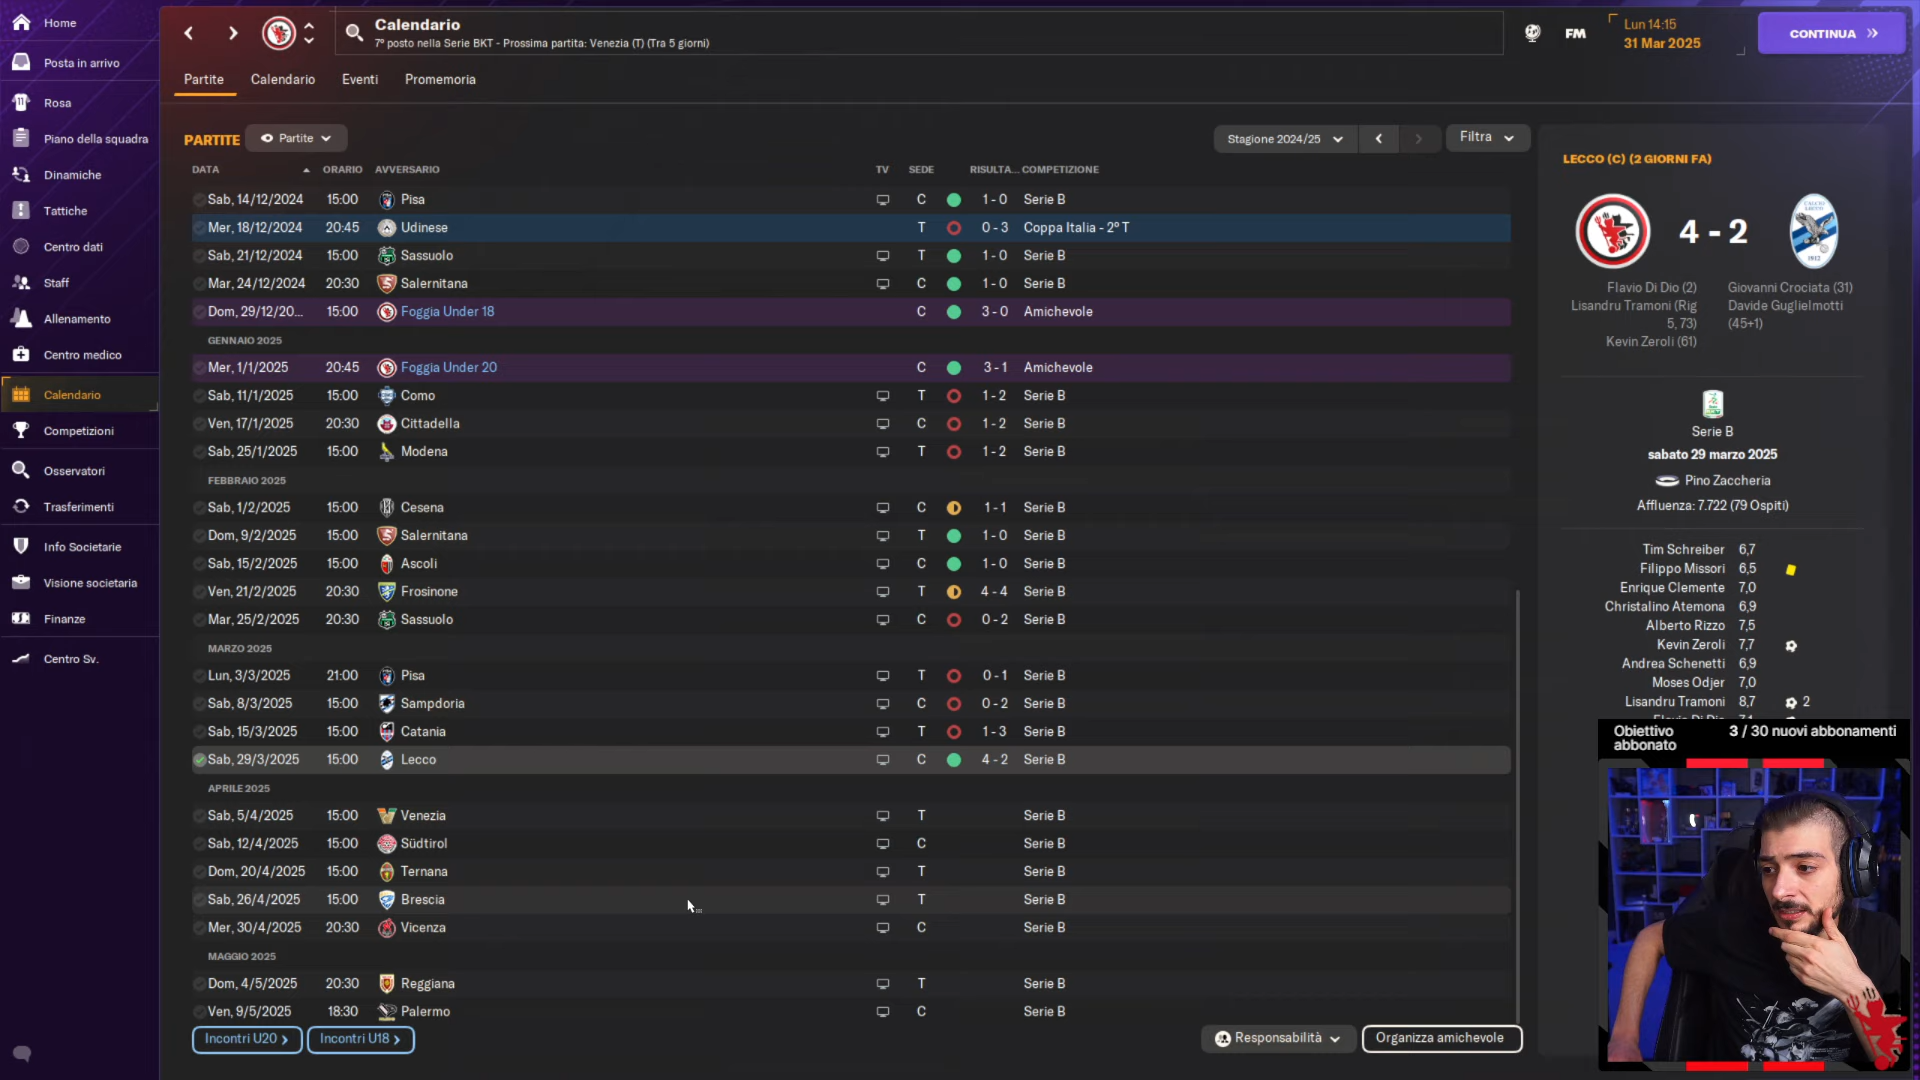 Home
Posta in arrivo
Rosa
Piano della squadra
Dinamiche
Tattiche
Centro dati
Staff
Allenamento
Centro medico
Calendario
Competizioni
Osservatori
Trasferimenti
Info Societarie
Visione societaria
Finanze
Centro Sv.
Calendario
7° posto nella Serie BKT - Prossima partita: Venezia (T) (Tra 5 giorni)
FM
Lun 14:15
31 Mar 2025
CONTINUA
Partite Calendario Eventi Promemoria
PARTITE Partite Stagione 2024/25 Filtra
DATA ORARIO AVVERSARIO TV SEDE RISULTA... COMPETIZIONE
Sab, 14/12/2024 15:00 Pisa C 1 - 0 Serie B
Mer, 18/12/2024 20:45 Udinese T 0 - 3 Coppa Italia - 2º T
Sab, 21/12/2024 15:00 Sassuolo T 1 - 0 Serie B
Mar, 24/12/2024 20:30 Salernitana C 1 - 0 Serie B
Dom, 29/12/20... 15:00 Foggia Under 18 C 3 - 0 Amichevole
GENNAIO 2025
Mer, 1/1/2025 20:45 Foggia Under 20 C 3 - 1 Amichevole
Sab, 11/1/2025 15:00 Como T 1 - 2 Serie B
Ven, 17/1/2025 20:30 Cittadella C 1 - 2 Serie B
Sab, 25/1/2025 15:00 Modena T 1 - 2 Serie B
FEBBRAIO 2025
Sab, 1/2/2025 15:00 Cesena C 1 - 1 Serie B
Dom, 9/2/2025 15:00 Salernitana T 1 - 0 Serie B
Sab, 15/2/2025 15:00 Ascoli C 1 - 0 Serie B
Ven, 21/2/2025 20:30 Frosinone T 4 - 4 Serie B
Mar, 25/2/2025 20:30 Sassuolo C 0 - 2 Serie B
MARZO 2025
Lun, 3/3/2025 21:00 Pisa T 0 - 1 Serie B
Sab, 8/3/2025 15:00 Sampdoria C 0 - 2 Serie B
Sab, 15/3/2025 15:00 Catania T 1 - 3 Serie B
Sab, 29/3/2025 15:00 Lecco C 4 - 2 Serie B
APRILE 2025
Sab, 5/4/2025 15:00 Venezia T Serie B
Sab, 12/4/2025 15:00 Südtirol C Serie B
Dom, 20/4/2025 15:00 Ternana T Serie B
Sab, 26/4/2025 15:00 Brescia T Serie B
Mer, 30/4/2025 20:30 Vicenza C Serie B
MAGGIO 2025
Dom, 4/5/2025 20:30 Reggiana T Serie B
Ven, 9/5/2025 18:30 Palermo C Serie B
Incontri U20 Incontri U18 Responsabilità Organizza amichevole
LECCO (C) (2 GIORNI FA)
4 - 2
Flavio Di Dio (2)
Lisandru Tramoni (Rig
5, 73)
Kevin Zeroli (61)
Giovanni Crociata (31)
Davide Guglielmotti
(45+1)
Serie B
sabato 29 marzo 2025
Pino Zaccheria
Affluenza: 7.722 (79 Ospiti)
Tim Schreiber 6,7
Filippo Missori 6,5
Enrique Clemente 7,0
Christalino Atemona 6,9
Alberto Rizzo 7,5
Kevin Zeroli 7,7
Andrea Schenetti 6,9
Moses Odjer 7,0
Lisandru Tramoni 8,7 2
Obiettivo
abbonato
3 / 30 nuovi abbonamenti